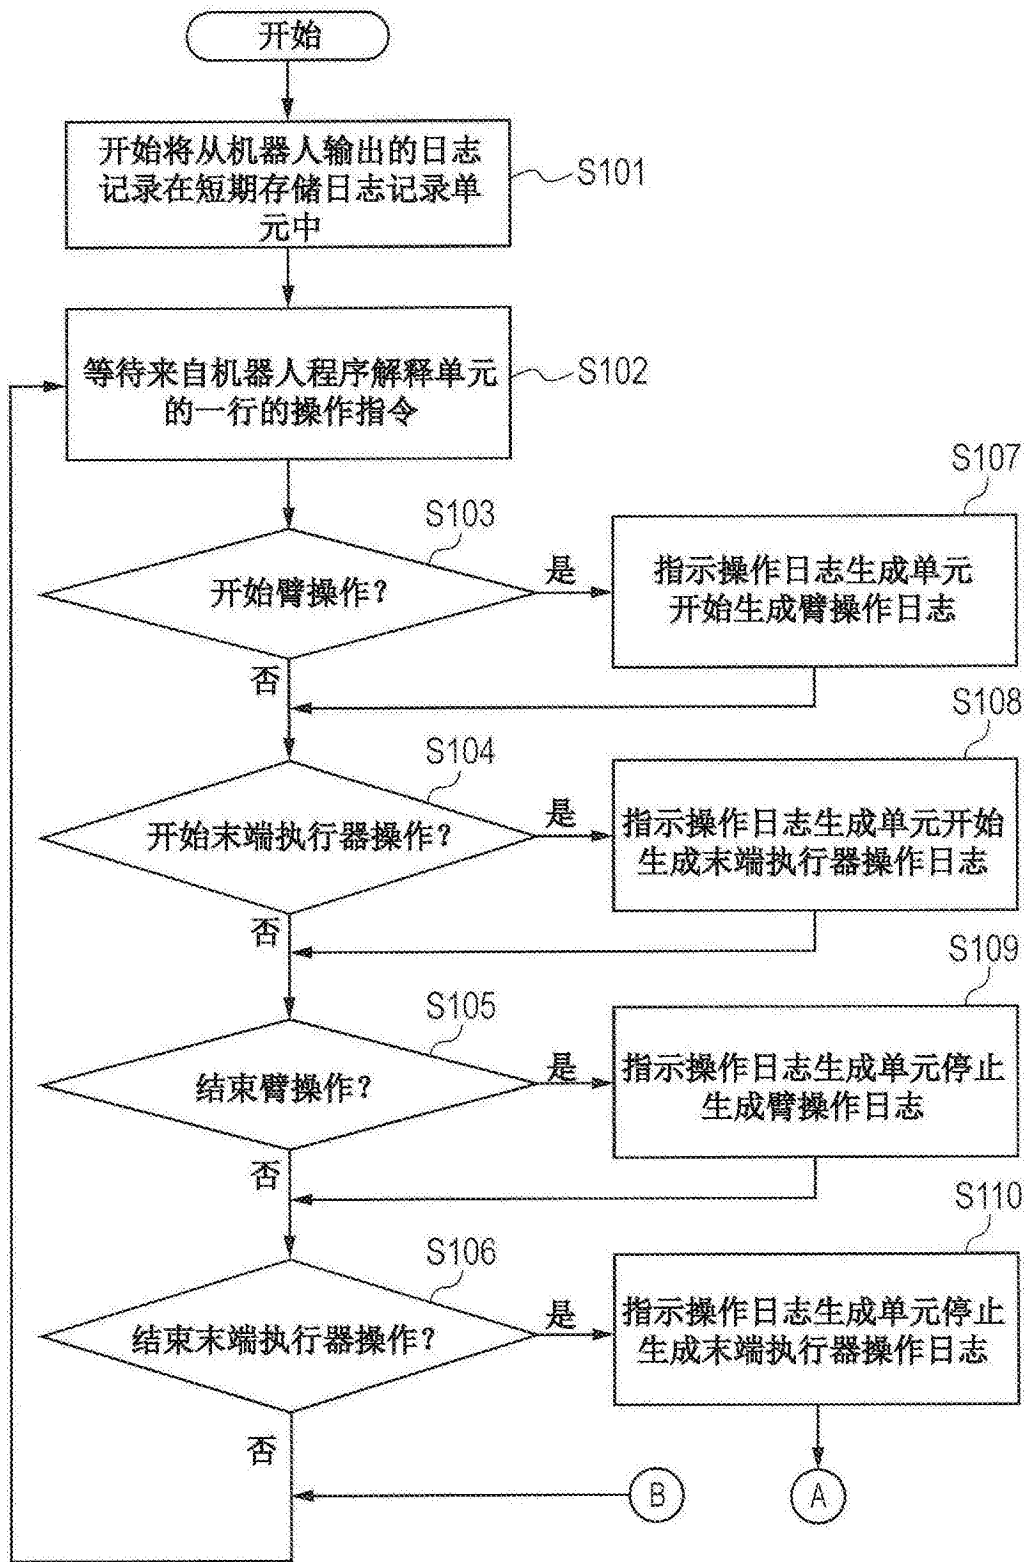 开始
开始将从机器人输出的日志
记录在短期存储日志记录单
元中
S101
等待来自机器人程序解释单元
的一行的操作指令
S102
S103
开始臂操作？
是
S107
指示操作日志生成单元
开始生成臂操作日志
否
S104
开始末端执行器操作？
是
S108
指示操作日志生成单元开始
生成末端执行器操作日志
否
S105
结束臂操作？
是
S109
指示操作日志生成单元停止
生成臂操作日志
否
S106
结束末端执行器操作？
是
S110
指示操作日志生成单元停止
生成末端执行器操作日志
否
B
A